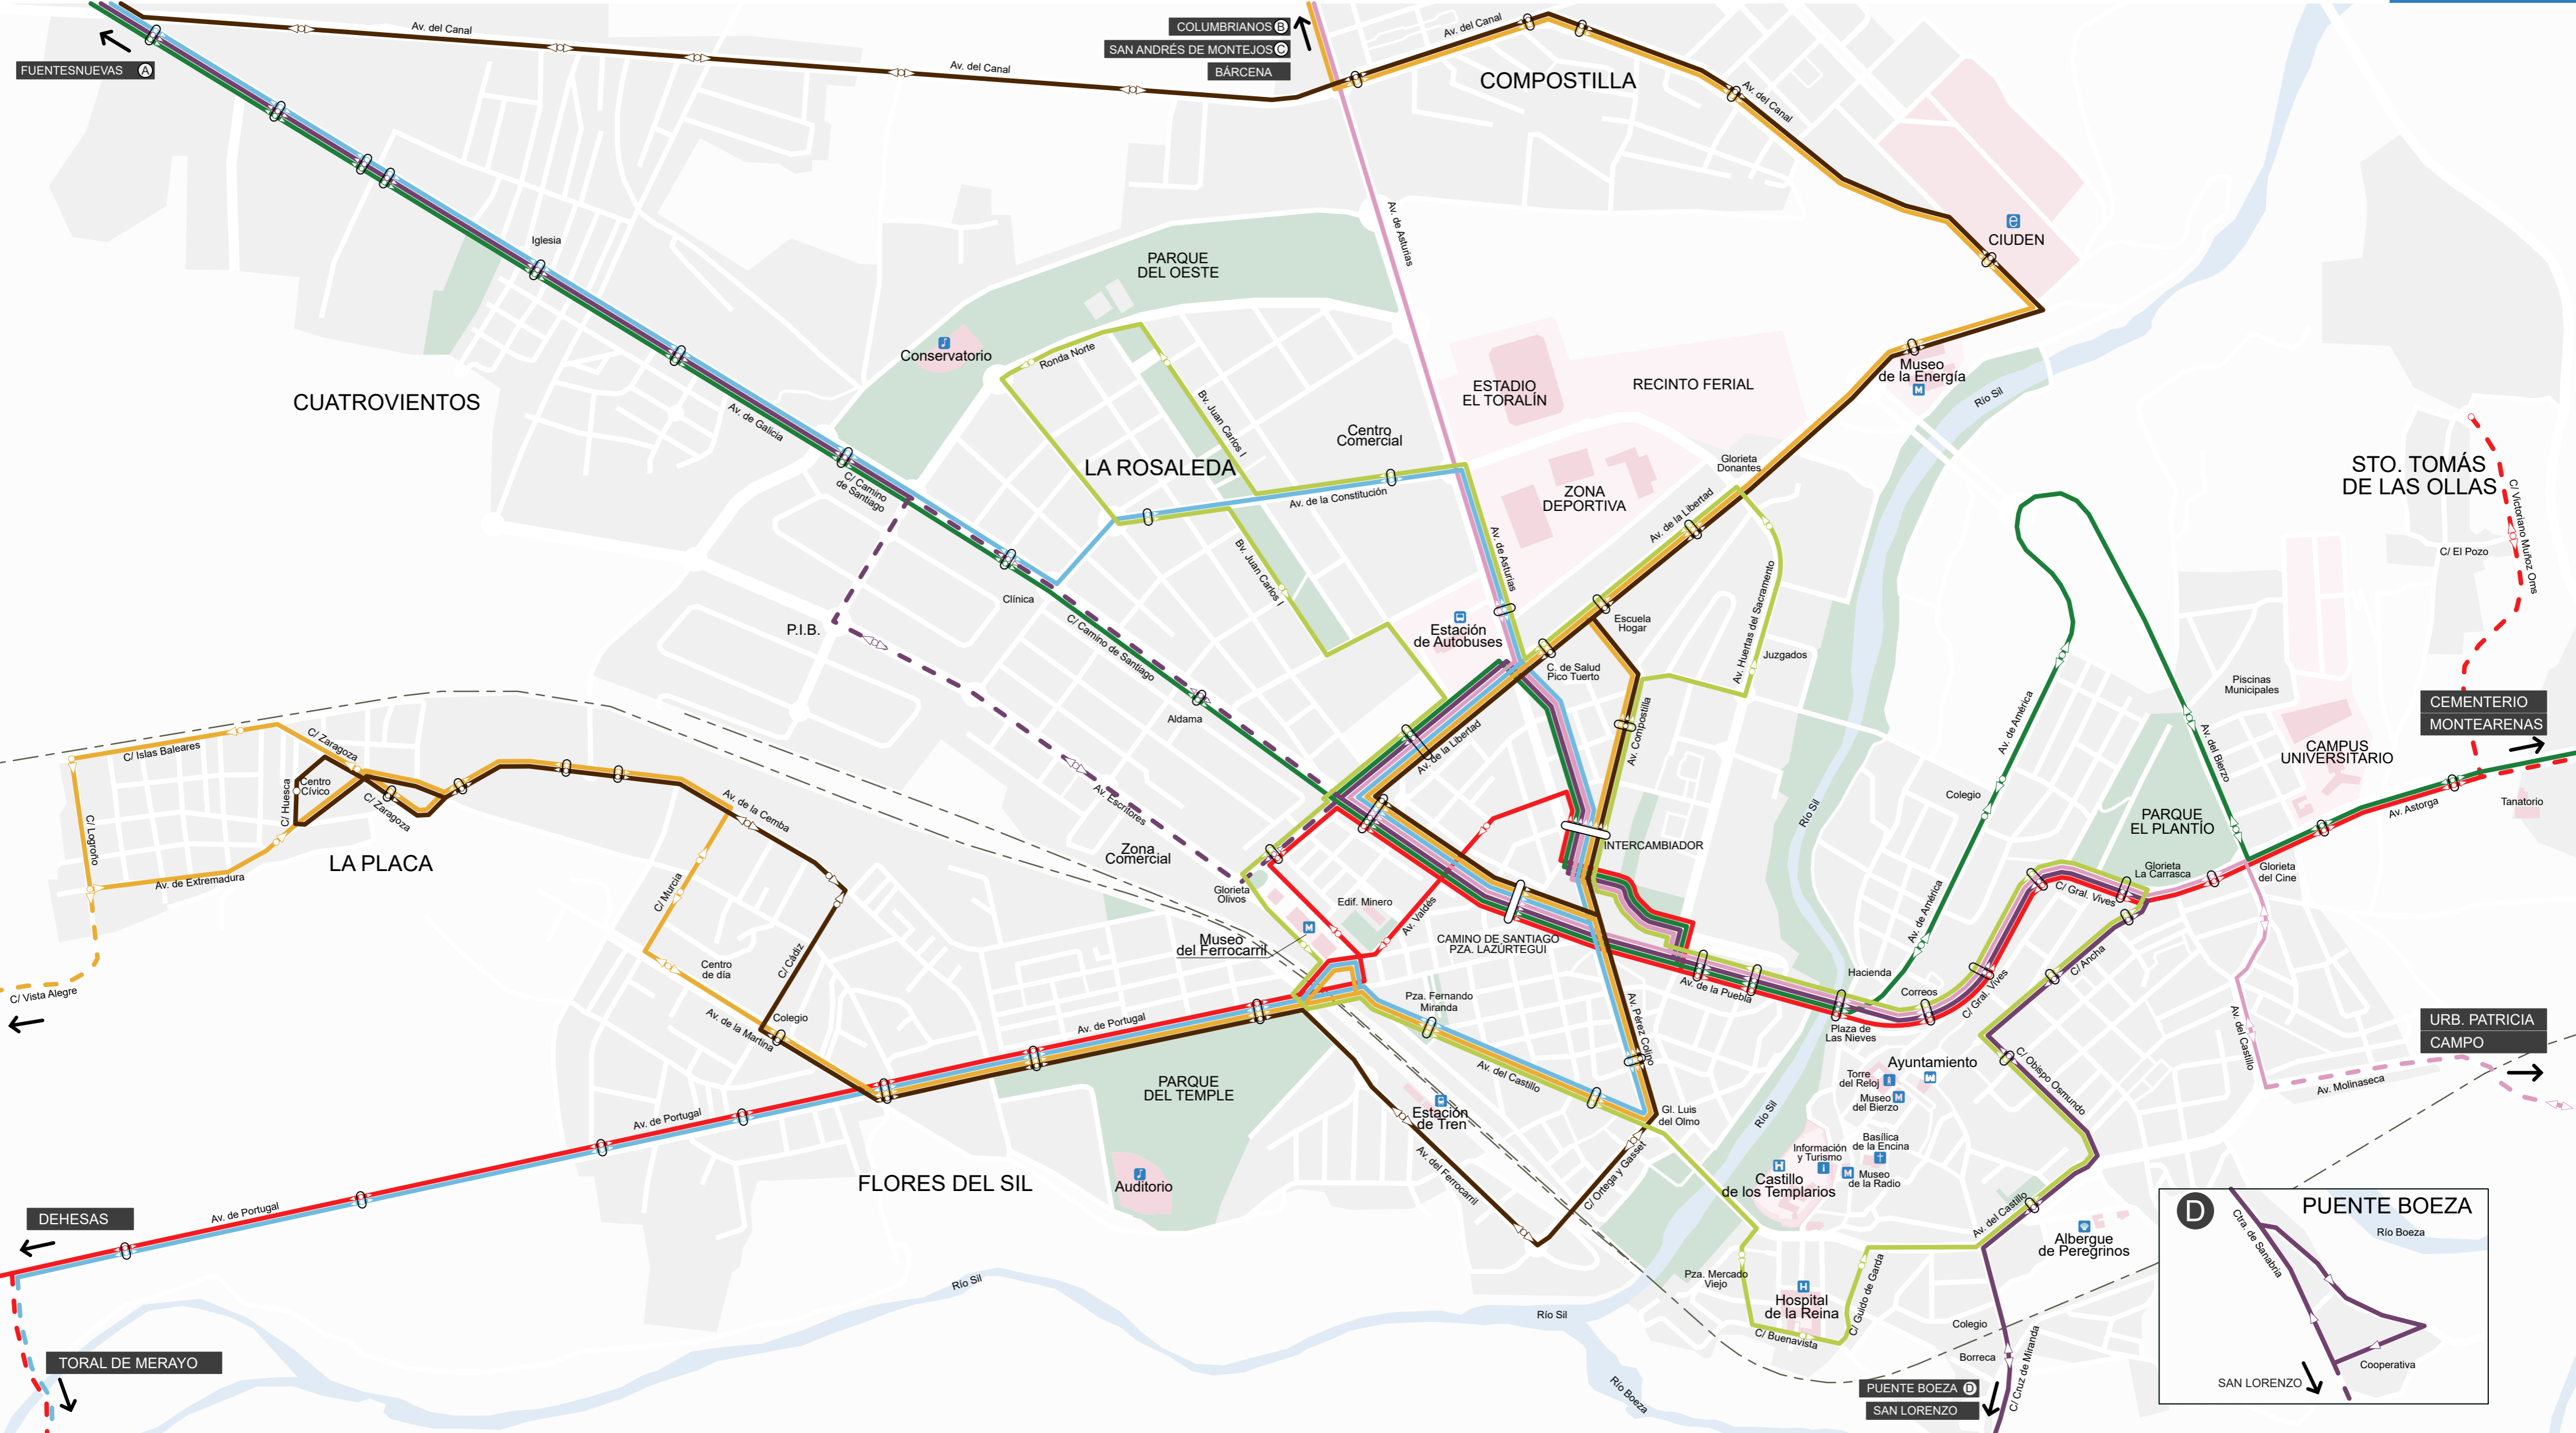 Av. del Canal
FUENTESNUEVAS A
Av. del Canal
COLUMBRIANOS B
SAN ANDRÉS DE MONTEJOS C
BÁRCENA
Av. del Canal
COMPOSTILLA
Av. del Canal
Av. de Asturias
e
CIUDEN
Iglesia
PARQUE
DEL OESTE
Conservatorio
Ronda Norte
Bv. Juan Carlos I
CUATROVIENTOS
Av. de Galicia
C/ Camino
de Santiago
LA ROSALEDA
Centro
Comercial
ESTADIO
EL TORALÍN
RECINTO FERIAL
Museo
de la Energía
M
Río Sil
Av. de la Constitución
ZONA
DEPORTIVA
Glorieta
Donantes
Av. de la Libertad
STO. TOMÁS
DE LAS OLLAS
C/ Victoriano Muñoz Oms
C/ El Pozo
Bv. Juan Carlos I
Av. de Asturias
Clínica
P.I.B.
C/ Camino de Santiago
Aldama
Estación
de Autobuses
Escuela
Hogar
C. de Salud
Pico Tuerto
Av. Huertas del Sacramento
Juzgados
Av. de la Libertad
Av. Compostilla
Piscinas
Municipales
CEMENTERIO
MONTEARENAS
Av. de América
Av. del Bierzo
CAMPUS
UNIVERSITARIO
Colegio
Río Sil
PARQUE
EL PLANTÍO
Av. Astorga
Tanatorio
C/ Islas Baleares
C/ Zaragoza
Centro
Cívico
C/ Huesca
C/ Zaragoza
C/ Logroño
LA PLACA
Av. de Extremadura
Av. de la Cemba
C/ Murcia
C/ Cádiz
Centro
de día
Colegio
Av. de la Martina
C/ Vista Alegre
Av. Escritores
Zona
Comercial
Glorieta
Olivos
Edif. Minero
M
Museo
del Ferrocarril
Av. Valdés
INTERCAMBIADOR
CAMINO DE SANTIAGO
PZA. LAZÚRTEGUI
Av. de la Puebla
Hacienda
Av. de América
Plaza de
Las Nieves
Correos
C/ Gral. Vives
C/ Gral. Vives
Glorieta
La Carrasca
Glorieta
del Cine
C/ Ancha
Av. del Castillo
Av. Molinaseca
URB. PATRICIA
CAMPO
Pza. Fernando
Miranda
Av. Pérez Colino
Av. del Castillo
Av. de Portugal
Av. de Portugal
Av. de Portugal
PARQUE
DEL TEMPLE
Auditorio
Estación
de Tren
Av. del Ferrocarril
C/ Ortega y Gasset
Gl. Luis
del Olmo
FLORES DEL SIL
Ayuntamiento
Torre
del Reloj
Museo
del Bierzo
M
C/ Obispo Osmundo
Basílica
de la Encina
Información
y Turismo
i
M
Museo
de la Radio
H
Castillo
de los Templarios
Río Sil
Av. del Castillo
Albergue
de Peregrinos
DEHESAS
TORAL DE MERAYO
Río Sil
Río Sil
Pza. Mercado
Viejo
H
Hospital
de la Reina
C/ Guido de Garda
C/ Buenavista
Río Boeza
Colegio
Borreca
C/ Cruz de Miranda
PUENTE BOEZA D
SAN LORENZO
D
PUENTE BOEZA
Ctra. de Sanabria
Río Boeza
Cooperativa
SAN LORENZO